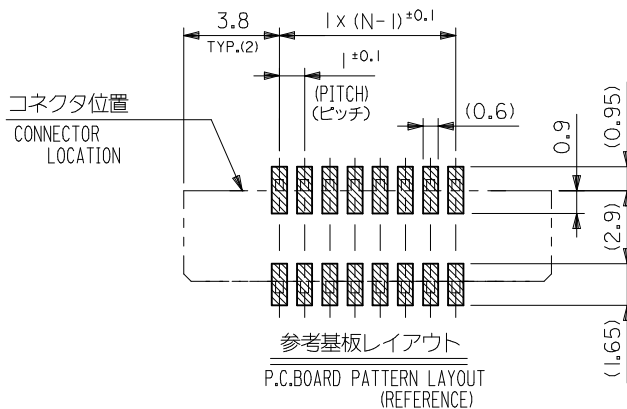 3.8
TYP.(2)
1 x (N-1)±0.1
1±0.1
(PITCH)
(ピッチ)
(0.6)
0.9
(0.95)
(2.9)
(1.65)
コネクタ位置
CONNECTOR
LOCATION
参考基板レイアウト
P.C.BOARD PATTERN LAYOUT
(REFERENCE)